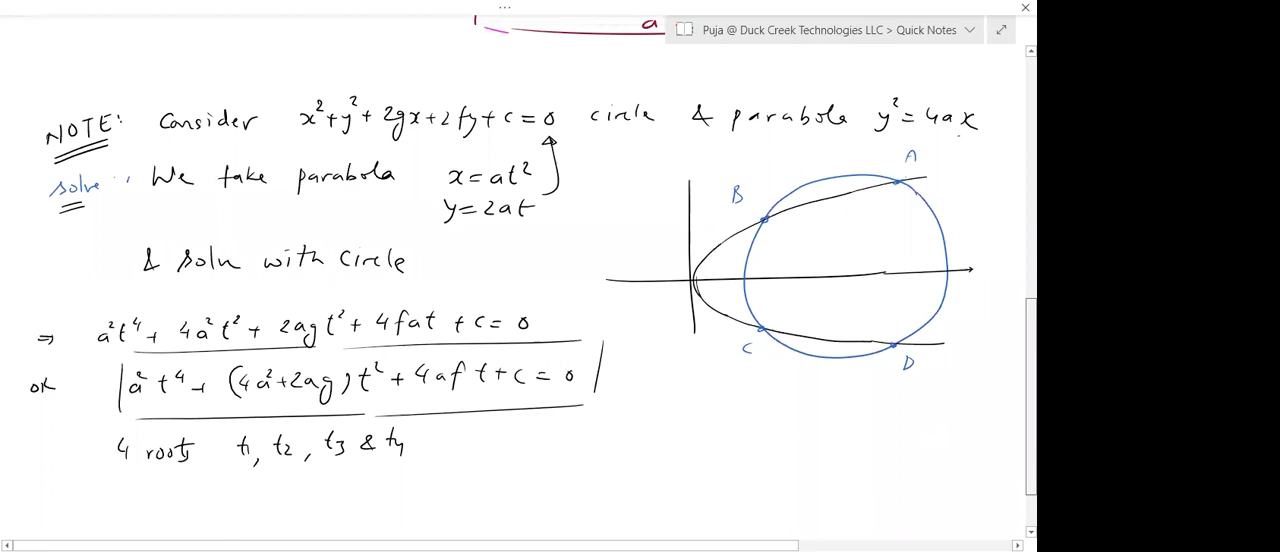 a
Puja @ Duck Creek Technologies LLC > Quick Notes
NOTE: Consider x²+y²+2gx+2fy+c=0 circle & parabola y²=4ax
Solve: We take parabola x=at²
y=2at
& soln with circle
⇒ a²t⁴+4a²t²+2agt²+4fat+c=0
or |a²t⁴+(4a²+2ag)t²+4aft+c=0|
4 roots t1, t2, t3 & t4
A
B
C
D